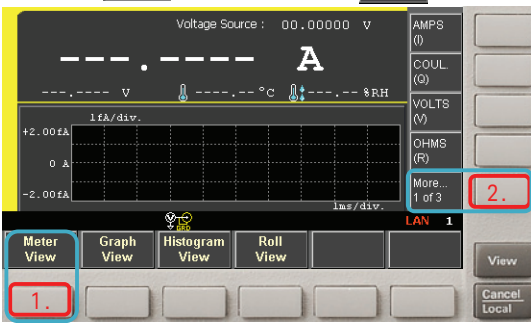 Voltage Source : 00.00000 V
---.---- A
---.---- V ----.--°C ---.-- %RH
1fA/div.
+2.00fA
0 A
-2.00fA
1ms/div.
AMPS
(I)
COUL.
(Q)
VOLTS
(V)
OHMS
(R)
More...
1 of 3
2.
GRD
LAN 1
Meter
View
Graph
View
Histogram
View
Roll
View
1.
View
Cancel
Local